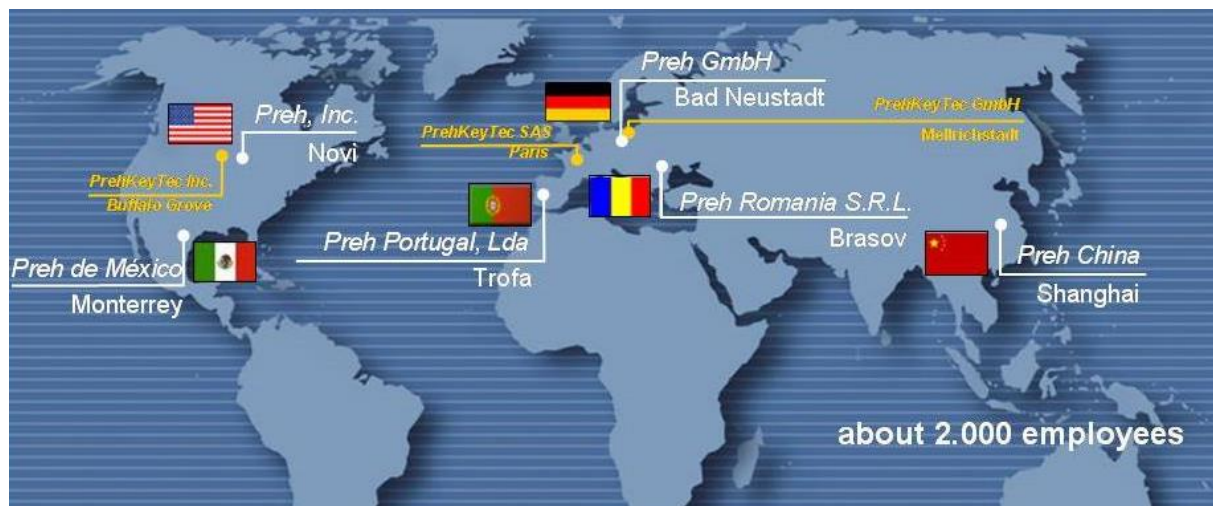 Preh GmbH
Bad Neustadt
PrehKeyTec GmbH
Mellrichstadt
Preh, Inc.
Novi
PrehKeyTec SAS
Paris
PrehKeyTec Inc.
Buffalo Grove
Preh Romania S.R.L.
Brasov
Preh Portugal, Lda
Trofa
Preh de México
Monterrey
Preh China
Shanghai
about 2.000 employees